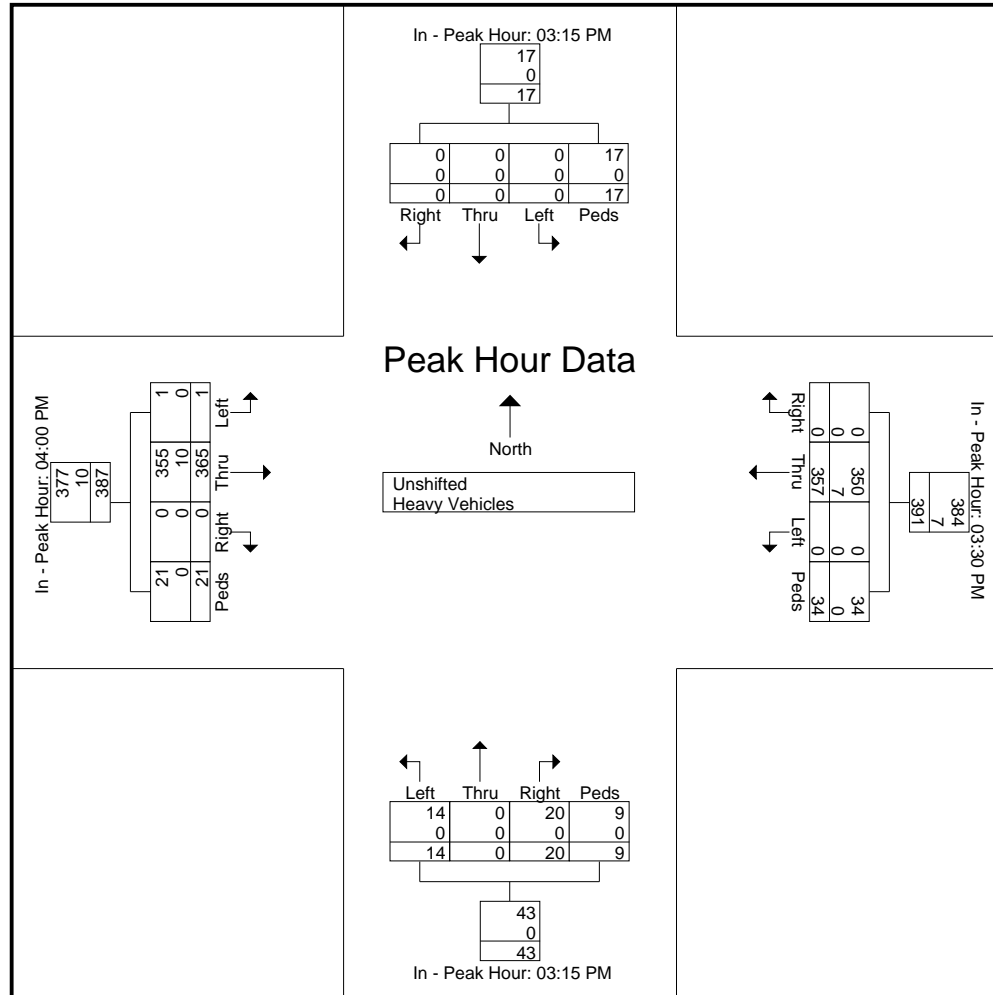 In - Peak Hour: 03:15 PM
17
0
17
0 0 0 17
0 0 0 0
0 0 0 17
Right Thru Left Peds
Peak Hour Data
North
Unshifted
Heavy Vehicles
In - Peak Hour: 04:00 PM
377
10
387
1 355 0 21
0 10 0 0
1 365 0 21
Left Thru Right Peds
In - Peak Hour: 03:30 PM
384
7
391
0 350 0 34
0 7 0 0
0 357 0 34
Right Thru Left Peds
Left Thru Right Peds
14 0 20 9
0 0 0 0
14 0 20 9
43
0
43
In - Peak Hour: 03:15 PM